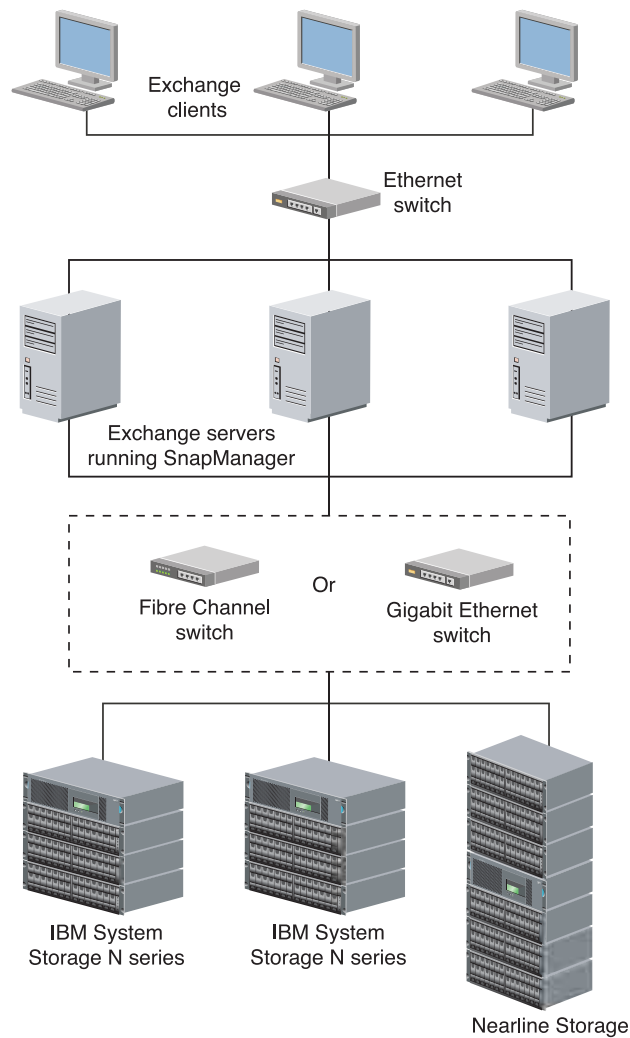 Exchange
clients
Ethernet
switch
Exchange servers
running SnapManager
Fibre Channel
switch
Or
Gigabit Ethernet
switch
IBM System
Storage N series
IBM System
Storage N series
Nearline Storage